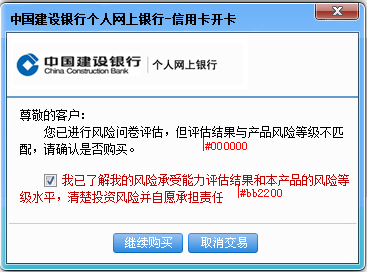 中国建设银行个人网上银行-信用卡开卡
中国建设银行
China Construction Bank
个人网上银行
尊敬的客户：
您已进行风险问卷评估，但评估结果与产品风险等级不匹
配，请确认是否购买。
#000000
我已了解我的风险承受能力评估结果和本产品的风险等
级水平，清楚投资风险并自愿承担责任
#bb2200
继续购买
取消交易